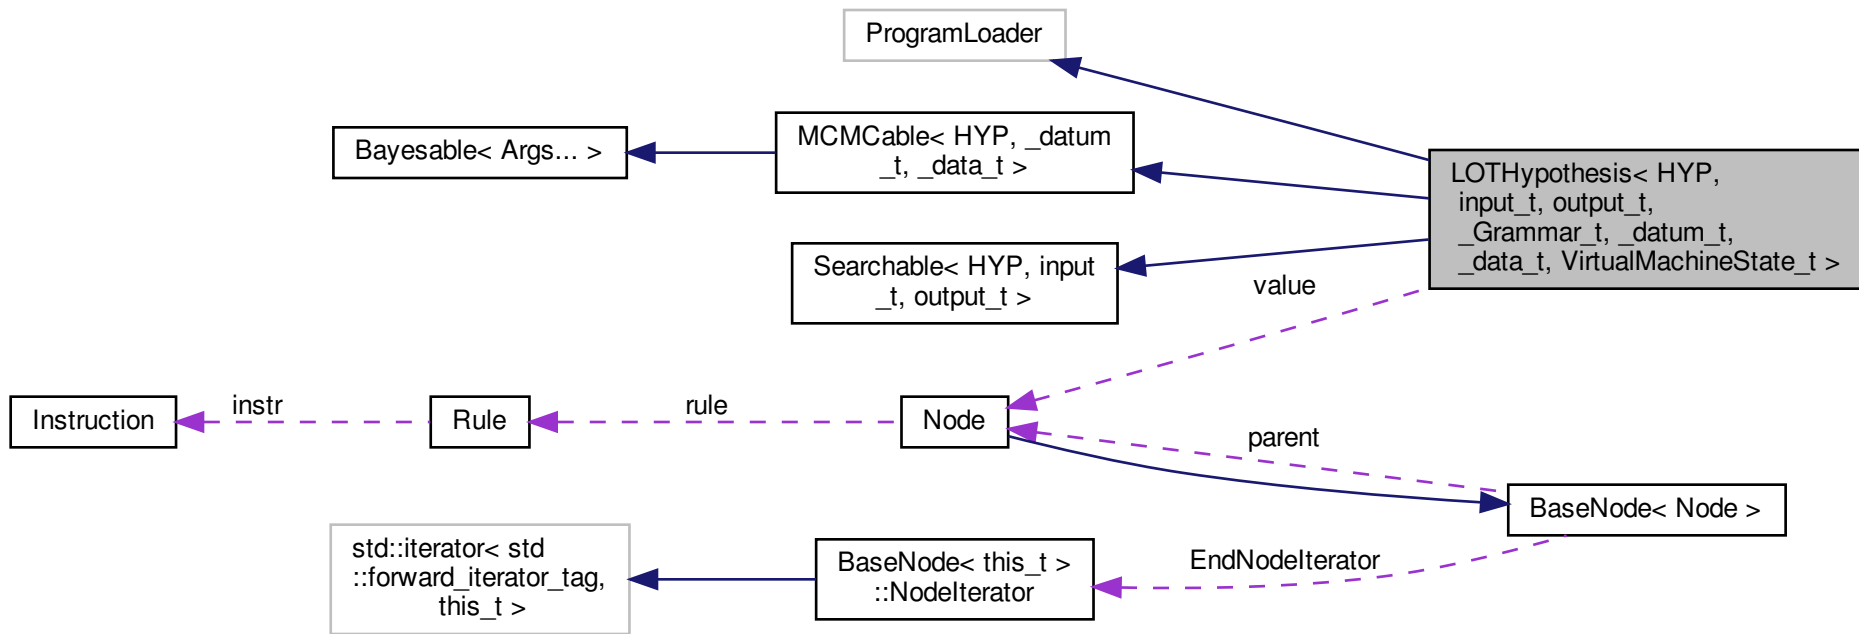 ProgramLoader
Bayesable< Args... >
MCMCable< HYP, _datum
_t, _data_t >
LOTHypothesis< HYP,
input_t, output_t,
_Grammar_t, _datum_t,
_data_t, VirtualMachineState_t >
Searchable< HYP, input
_t, output_t >
value
Instruction
instr
Rule
rule
Node
parent
BaseNode< Node >
std::iterator< std
::forward_iterator_tag,
this_t >
BaseNode< this_t >
::NodeIterator
EndNodeIterator